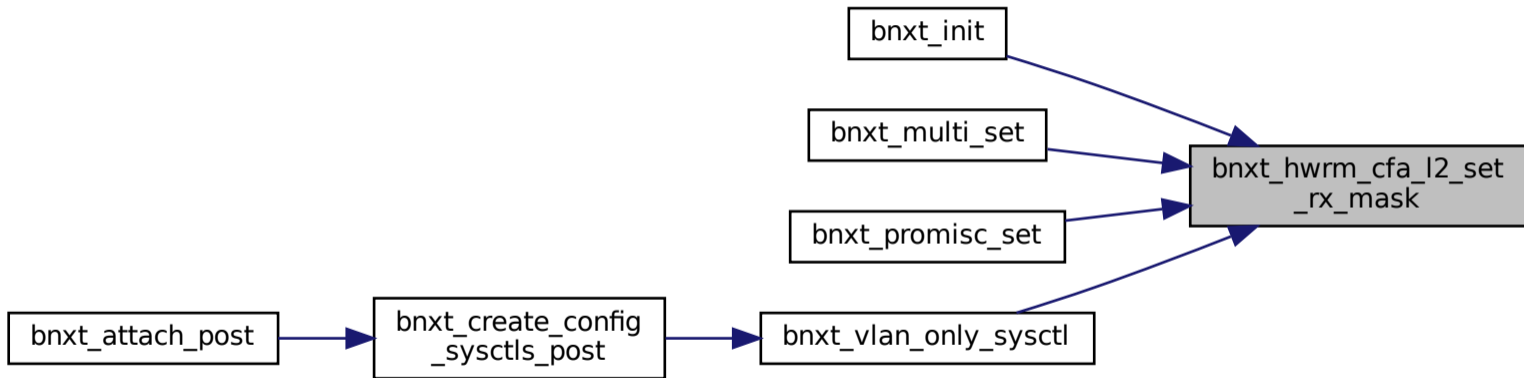 bnxt_init
bnxt_multi_set
bnxt_hwrm_cfa_l2_set
_rx_mask
bnxt_promisc_set
bnxt_attach_post
bnxt_create_config
_sysctls_post
bnxt_vlan_only_sysctl